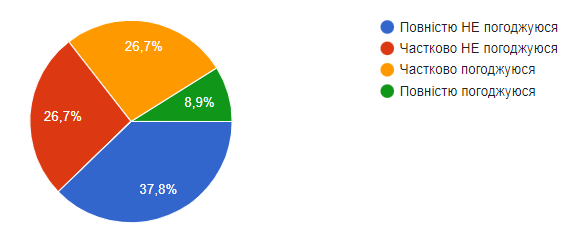 26,7%
8,9%
26,7%
37,8%
Повністю НЕ погоджуюся
Частково НЕ погоджуюся
Частково погоджуюся
Повністю погоджуюся